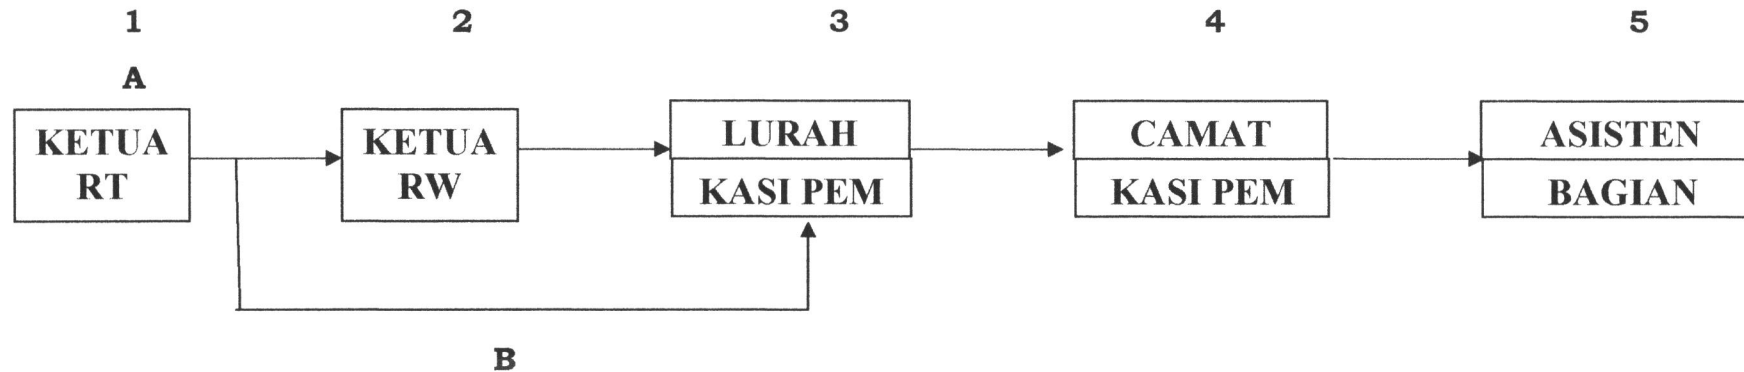 1 2 3 4 5
A
KETUA RT
KETUA RW
LURAH
KASI PEM
CAMAT
KASI PEM
ASISTEN
BAGIAN
B